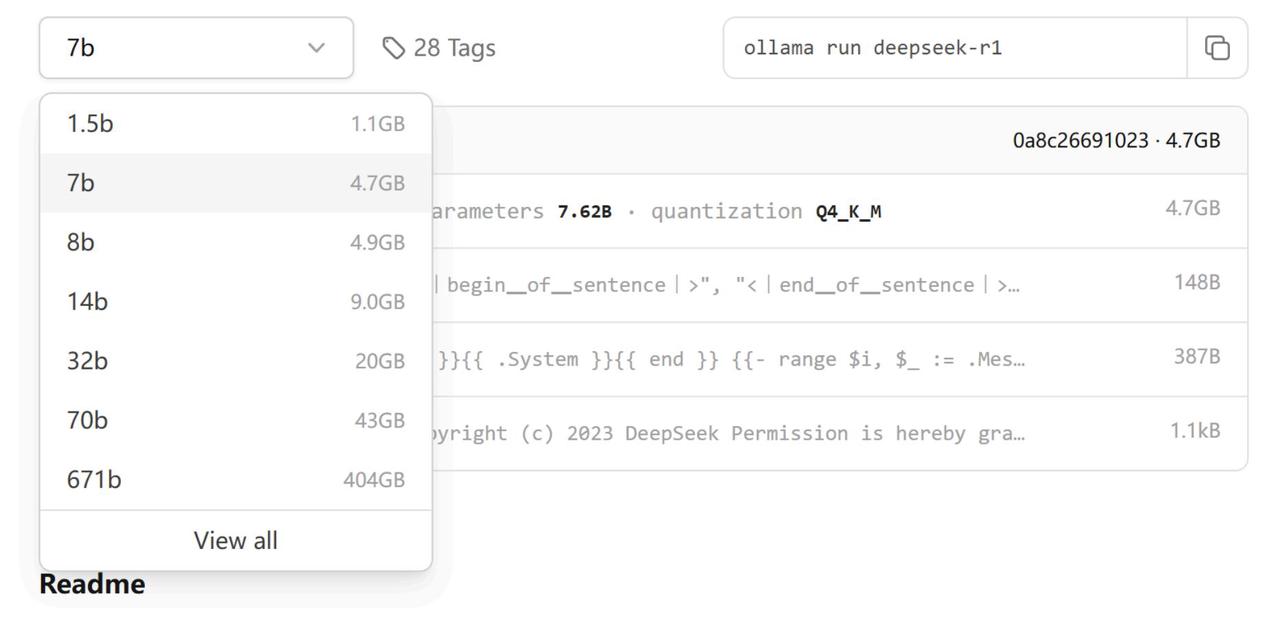 7b
28 Tags
ollama run deepseek-r1
1.5b 1.1GB
7b 4.7GB
8b 4.9GB
14b 9.0GB
32b 20GB
70b 43GB
671b 404GB
View all
0a8c26691023 · 4.7GB
arameters 7.62B · quantization Q4_K_M 4.7GB
|begin__of__sentence|>", "<|end__of__sentence|>… 148B
}}{{ .System }}{{ end }} {{- range $i, $_ := .Mes… 387B
pyright (c) 2023 DeepSeek Permission is hereby gra… 1.1kB
Readme